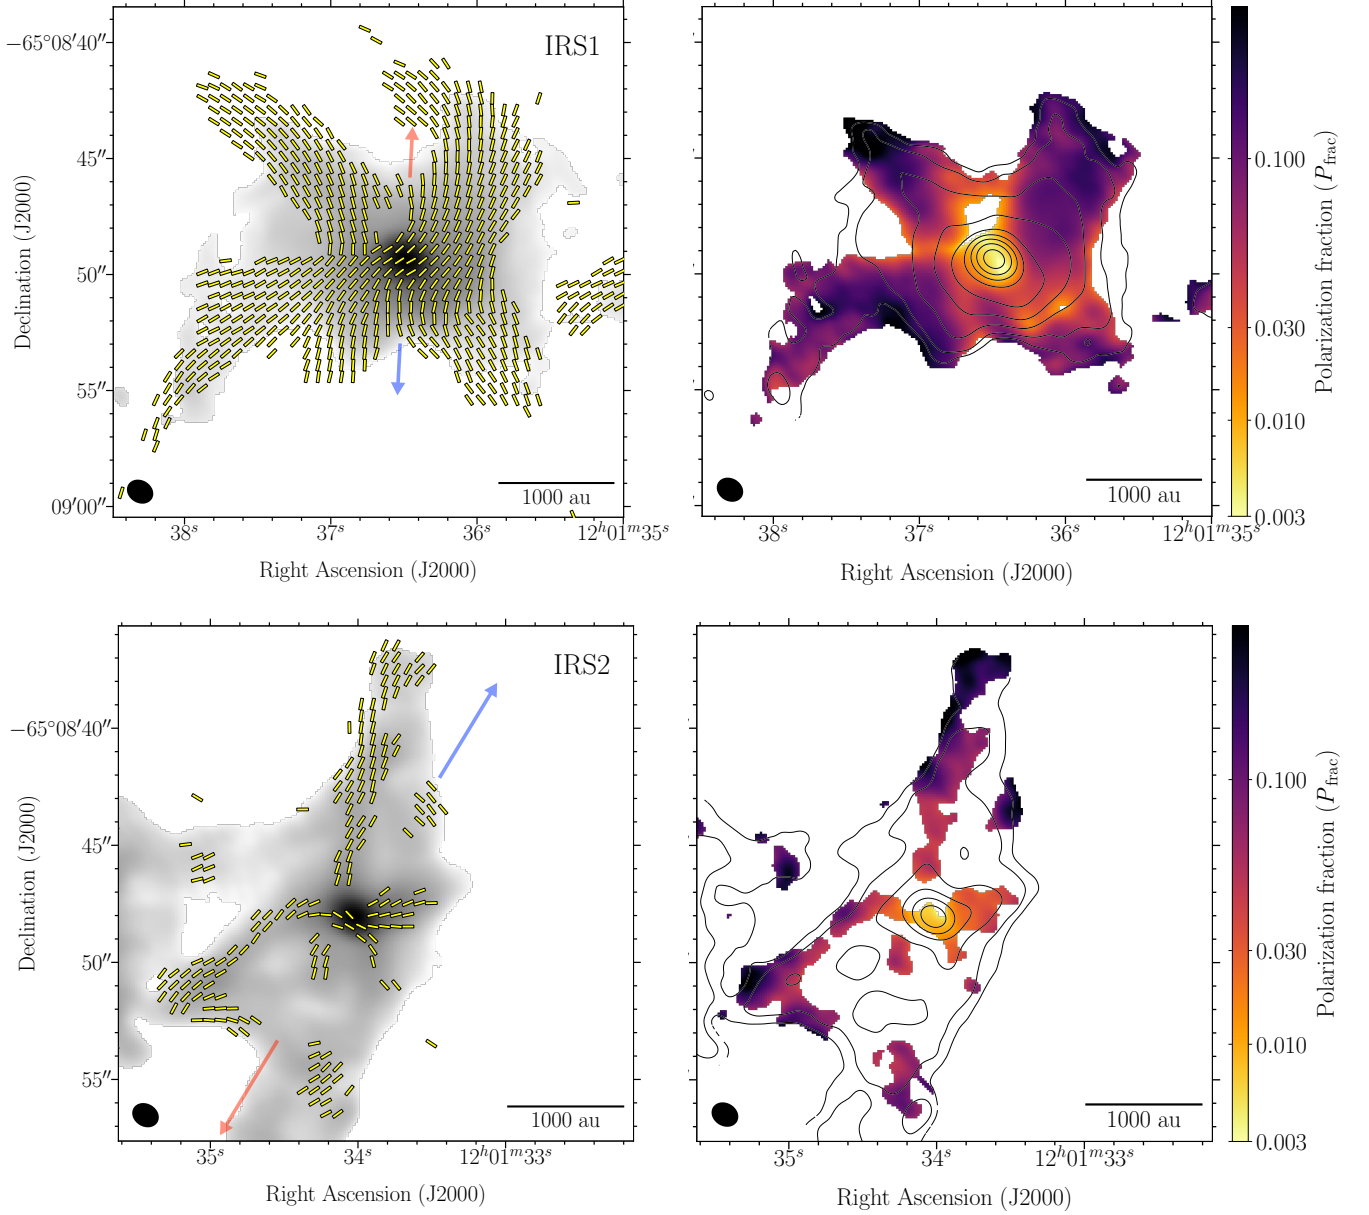 IRS1
−65°08′40″
45″
50″
55″
09′00″
Declination (J2000)
1000 au
38ˢ
37ˢ
36ˢ
12ʰ01ᵐ35ˢ
Right Ascension (J2000)
1000 au
38ˢ
37ˢ
36ˢ
12ʰ01ᵐ35ˢ
Right Ascension (J2000)
0.100
0.030
0.010
0.003
Polarization fraction (P_frac)
IRS2
−65°08′40″
45″
50″
55″
Declination (J2000)
1000 au
35ˢ
34ˢ
12ʰ01ᵐ33ˢ
Right Ascension (J2000)
1000 au
35ˢ
34ˢ
12ʰ01ᵐ33ˢ
Right Ascension (J2000)
0.100
0.030
0.010
0.003
Polarization fraction (P_frac)